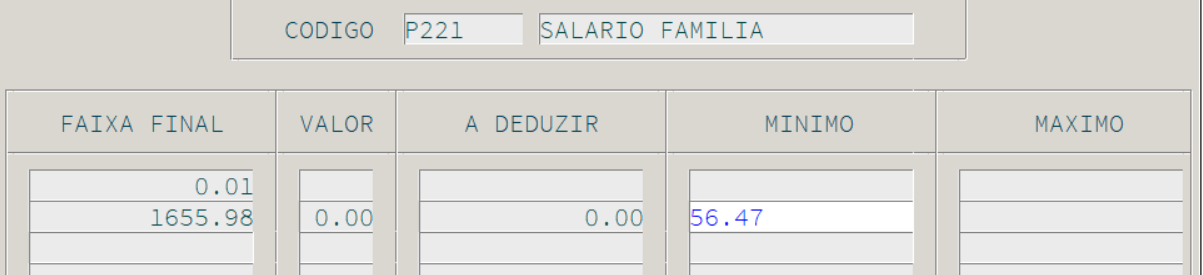 CODIGO P221 SALARIO FAMILIA
FAIXA FINAL VALOR A DEDUZIR MINIMO MAXIMO
0.01
1655.98 0.00 0.00 56.47